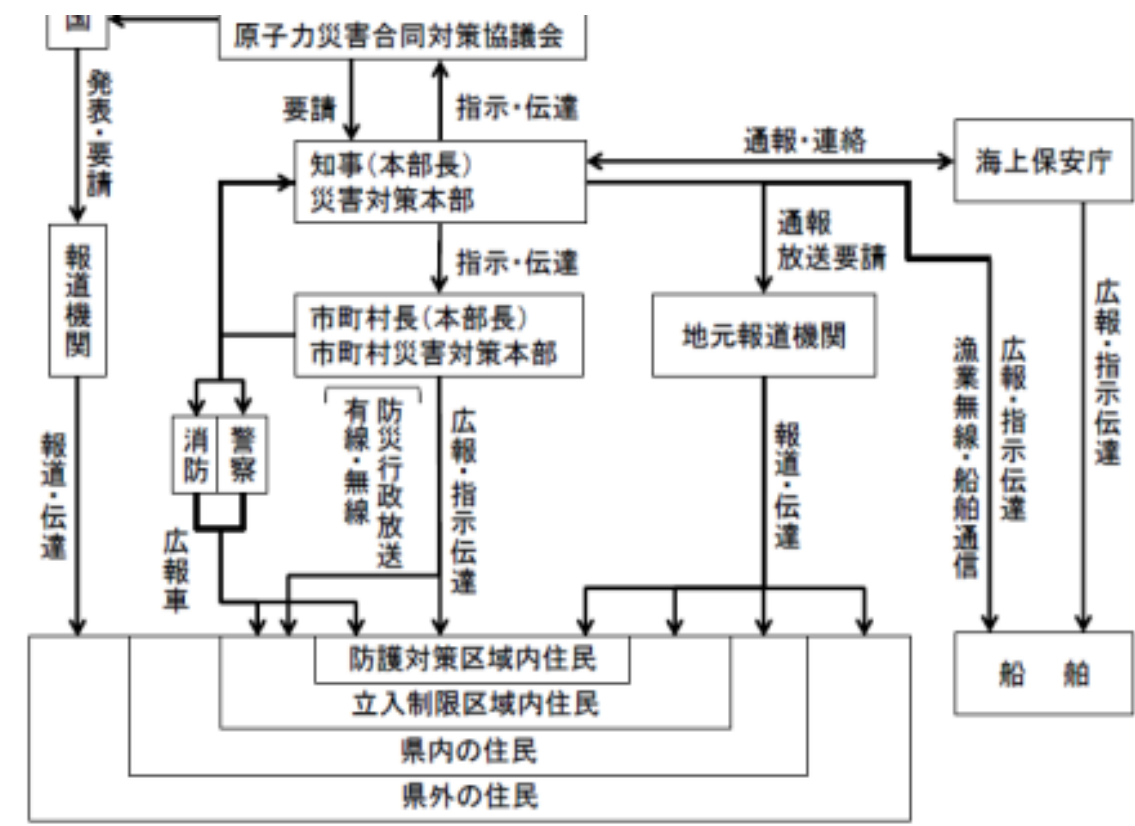 国
原子力災害合同対策協議会
発表・要請
要請
指示・伝達
通報・連絡
海上保安庁
知事(本部長)
災害対策本部
通報
放送要請
報道機関
指示・伝達
市町村長(本部長)
市町村災害対策本部
地元報道機関
広報・指示伝達
漁業無線・船舶通信
広報・指示伝達
消防
警察
防災行政放送
有線・無線
広報・指示伝達
報道・伝達
報道・伝達
広報車
防護対策区域内住民
立入制限区域内住民
県内の住民
県外の住民
船 舶